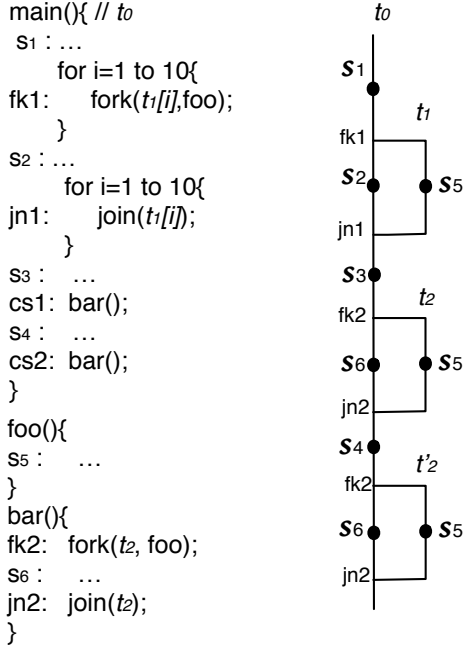 main(){ // t0
s1 : ...
for i=1 to 10{
fk1: fork(t1[i],foo);
}
s2 : ...
for i=1 to 10{
jn1: join(t1[i]);
}
s3 : ...
cs1: bar();
s4 : ...
cs2: bar();
}
foo(){
s5 : ...
}
bar(){
fk2: fork(t2, foo);
s6 : ...
jn2: join(t2);
}
t0
s1
t1
fk1
s2 s5
jn1
s3
t2
fk2
s6 s5
jn2
s4
t'2
fk2
s6 s5
jn2